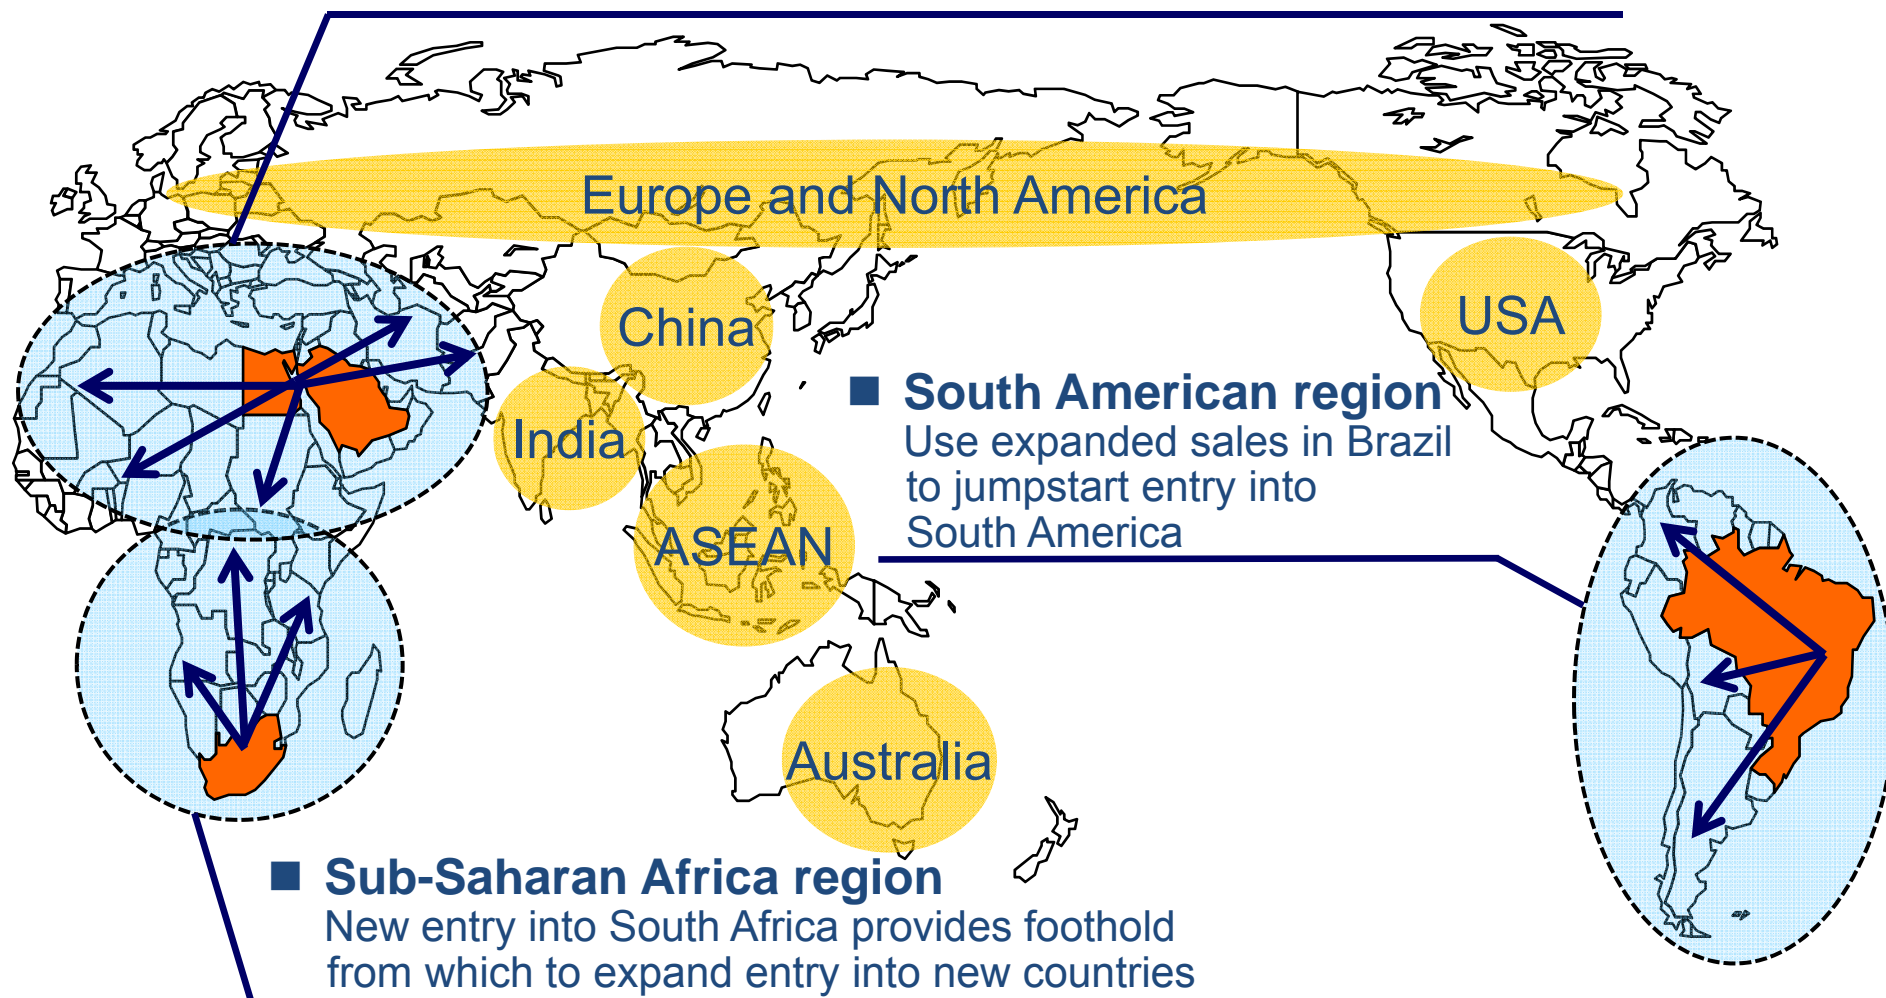 Europe and North America
China
USA
India
■ South American region
Use expanded sales in Brazil
to jumpstart entry into
South America
ASEAN
Australia
■ Sub-Saharan Africa region
New entry into South Africa provides foothold
from which to expand entry into new countries